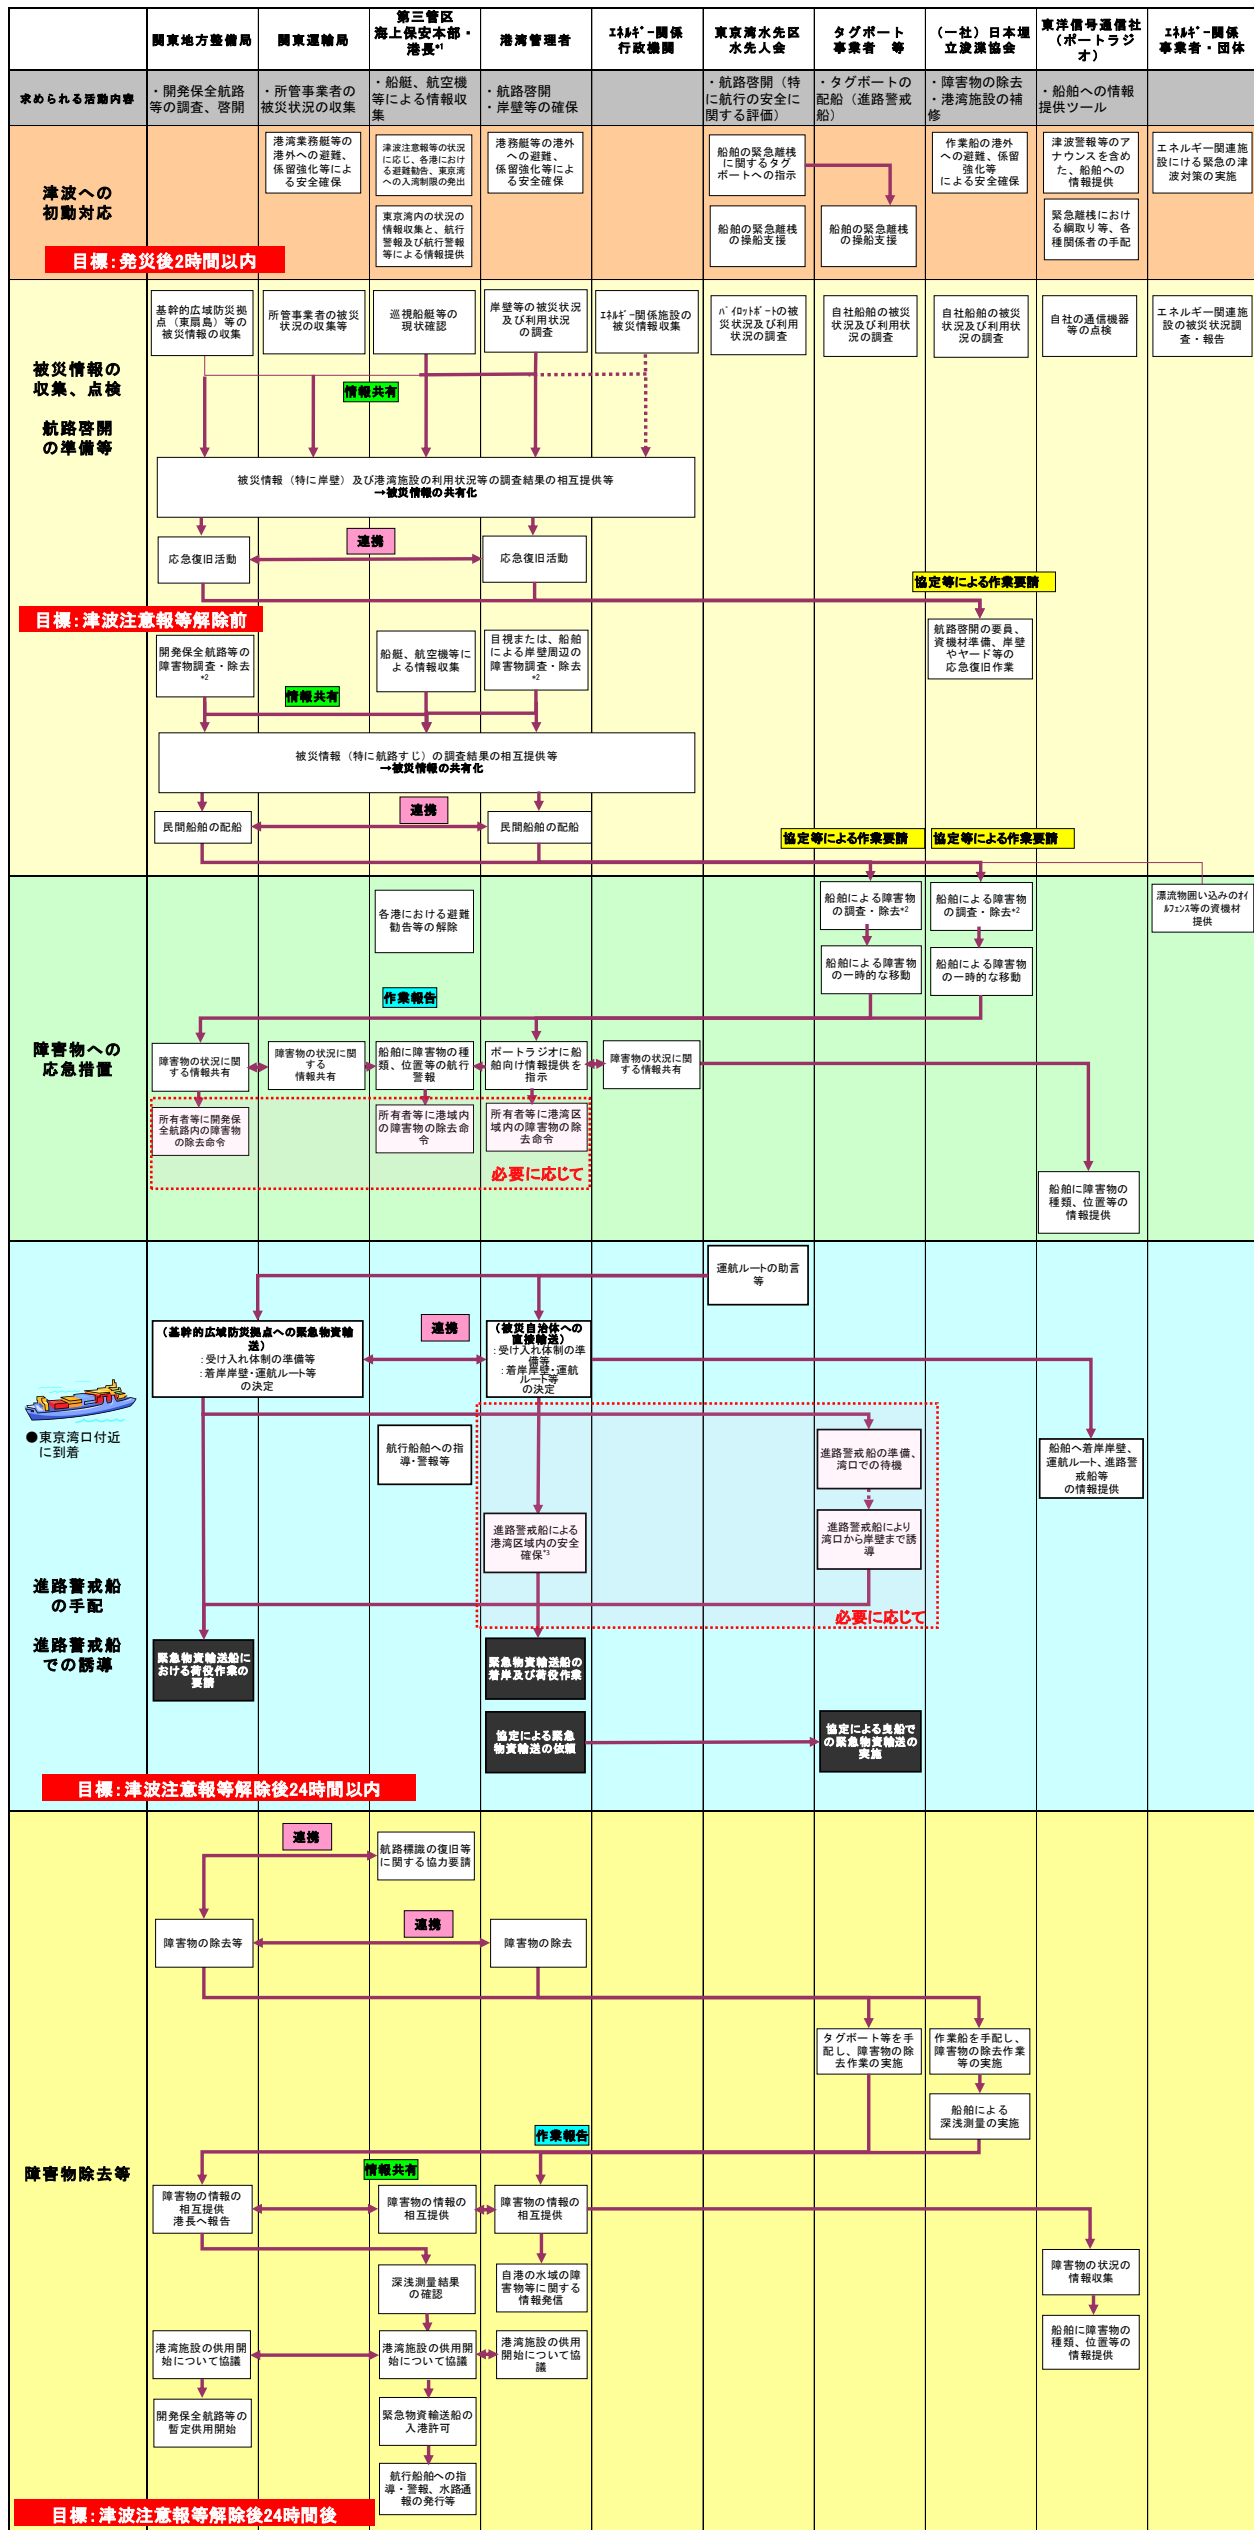 関東地方整備局
関東運輸局
第三管区
海上保安本部・
港長*1
港湾管理者
ｴﾈﾙｷﾞｰ関係
行政機関
東京湾水先区
水先人会
タグボート
事業者　等
（一社）日本埋
立浚渫協会
東洋信号通信社
（ポートラジ
オ）
ｴﾈﾙｷﾞｰ関係
事業者・団体
求められる活動内容
・開発保全航路
等の調査、啓開
・所管事業者の
被災状況の収集
・船艇、航空機
等による情報収
集
・航路啓開
・岸壁等の確保
・航路啓開（特
に航行の安全に
関する評価）
・タグボートの
配船（進路警戒
船）
・障害物の除去
・港湾施設の補
修
・船舶への情報
提供ツール
津波への
初動対応
港湾業務艇等の
港外への避難、
係留強化等によ
る安全確保
津波注意報等の状況
に応じ、各港におけ
る避難勧告、東京湾
への入湾制限の発出
港務艇等の港外
への避難、
係留強化等によ
る安全確保
船舶の緊急離桟
に関するタグ
ボートへの指示
作業船の港外
への避難、係留
強化等
による安全確保
津波警報等のア
ナウンスを含め
た、船舶への
情報提供
エネルギー関連施
設にける緊急の津
波対策の実施
東京湾内の状況の
情報収集と、航行
警報及び航行警報
等による情報提供
船舶の緊急離桟
の操船支援
船舶の緊急離桟
の操船支援
緊急離桟におけ
る綱取り等、各
種関係者の手配
目標：発災後2時間以内
被災情報の
収集、点検
航路啓開
の準備等
基幹的広域防災拠
点（東扇島）等の
被災情報の収集
所管事業者の被災
状況の収集等
巡視船艇等の
現状確認
岸壁等の被災状況
及び利用状況
の調査
ｴﾈﾙｷﾞｰ関係施設の
被災情報収集
ﾊﾟｲﾛｯﾄﾎﾞｰﾄの被
災状況及び利用
状況の調査
自社船舶の被災
状況及び利用状
況の調査
自社船舶の被災
状況及び利用状
況の調査
自社の通信機器
等の点検
エネルギー関連施
設の被災状況調
査・報告
情報共有
被災情報（特に岸壁）及び港湾施設の利用状況等の調査結果の相互提供等
→被災情報の共有化
応急復旧活動
連携
応急復旧活動
協定等による作業要請
目標：津波注意報等解除前
航路啓開の要員、
資機材準備、岸壁
やヤード等の
応急復旧作業
開発保全航路等の
障害物調査・除去
*2
船艇、航空機等に
よる情報収集
目視または、船舶
による岸壁周辺の
障害物調査・除去
*2
情報共有
被災情報（特に航路すじ）の調査結果の相互提供等
→被災情報の共有化
民間船舶の配船
連携
民間船舶の配船
協定等による作業要請
協定等による作業要請
障害物への
応急措置
各港における避難
勧告等の解除
船舶による障害物
の調査・除去*2
船舶による障害物
の調査・除去*2
漂流物囲い込みのｵｲ
ﾙﾌｪﾝｽ等の資機材
提供
船舶による障害物
の一時的な移動
船舶による障害物
の一時的な移動
作業報告
障害物の状況に関
する情報共有
障害物の状況に関
する
情報共有
船舶に障害物の種
類、位置等の航行
警報
ポートラジオに船
舶向け情報提供を
指示
障害物の状況に関
する情報共有
所有者等に開発保
全航路内の障害物
の除去命令
所有者等に港域内
の障害物の除去命
令
所有者等に港湾区
域内の障害物の除
去命令
必要に応じて
船舶に障害物の
種類、位置等の
情報提供
運航ルートの助言
等
（基幹的広域防災拠点への緊急物資輸
送）
：受け入れ体制の準備等
：着岸岸壁・運航ルート等
の決定
連携
（被災自治体への
直接輸送）
：受け入れ体制の準
備等
：着岸岸壁・運航
ルート等
の決定
●東京湾口付近
に到着
航行船舶への指
導・警報等
進路警戒船の準備、
湾口での待機
船舶へ着岸岸壁、
運航ルート、進路警
戒船等
の情報提供
進路警戒船による
港湾区域内の安全
確保*3
進路警戒船により
湾口から岸壁まで誘
導
必要に応じて
進路警戒船
の手配
進路警戒船
での誘導
緊急物資輸送船に
おける荷役作業の
要請
緊急物資輸送船の
着岸及び荷役作業
協定による緊急
物資輸送の依頼
協定による曳船で
の緊急物資輸送の
実施
目標：津波注意報等解除後24時間以内
連携
航路標識の復旧等
に関する協力要請
障害物の除去等
連携
障害物の除去
タグボート等を手
配し、障害物の除
去作業の実施
作業船を手配し、
障害物の除去作業
等の実施
船舶による
深浅測量の実施
作業報告
障害物除去等
情報共有
障害物の情報の
相互提供
港長へ報告
障害物の情報の
相互提供
障害物の情報の
相互提供
深浅測量結果
の確認
自港の水域の障
害物等に関する
情報発信
障害物の状況の
情報収集
港湾施設の供用開
始について協議
港湾施設の供用開
始について協議
港湾施設の供用
開始について協
議
船舶に障害物の
種類、位置等の
情報提供
開発保全航路等の
暫定供用開始
緊急物資輸送船の
入港許可
航行船舶への指
導・警報、水路通
報の発行等
目標：津波注意報等解除後24時間後